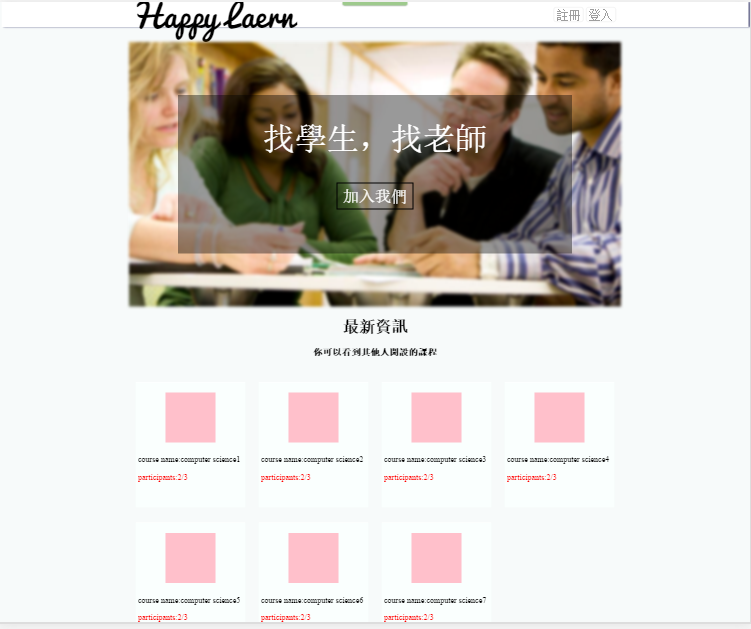 Happy Laern
註冊 登入
找學生，找老師
加入我們
最新資訊
你可以看到其他人開設的課程
course name:computer science1
participants:2/3
course name:computer science2
participants:2/3
course name:computer science3
participants:2/3
course name:computer science4
participants:2/3
course name:computer science5
participants:2/3
course name:computer science6
participants:2/3
course name:computer science7
participants:2/3